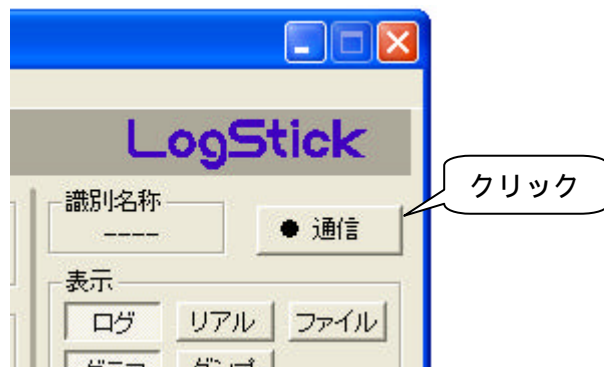 LogStick
クリック
識別名称
----
● 通信
表示
ログ リアル ファイル